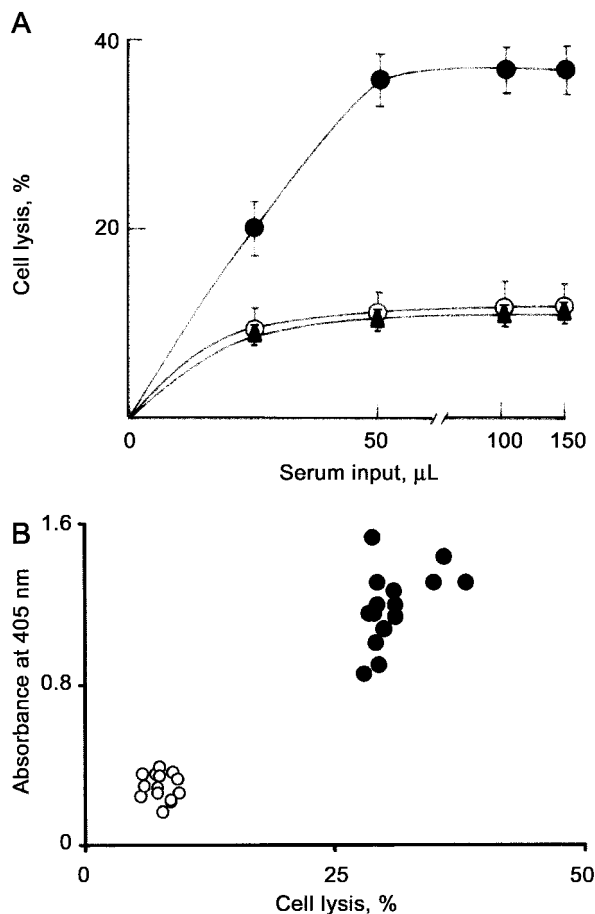 A
40
20
Cell lysis, %
0
50
100
150
Serum input, µL
B
1.6
0.8
0
Absorbance at 405 nm
0
25
50
Cell lysis, %